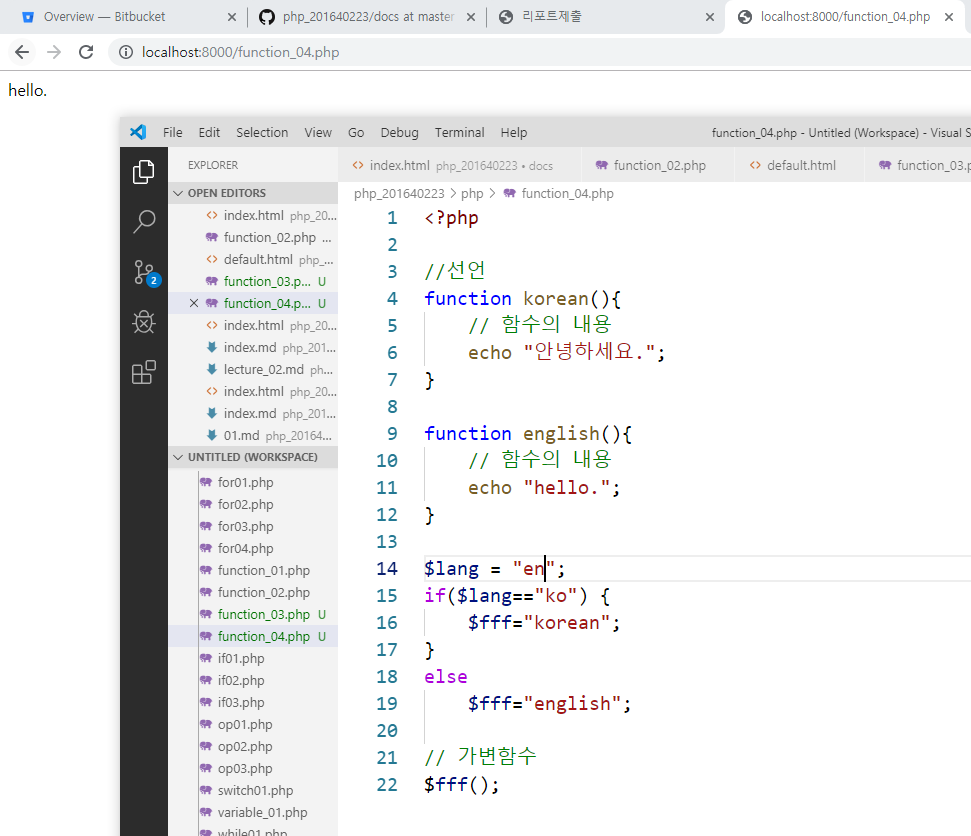 Overview — Bitbucket
php_201640223/docs at master
리포트제출
localhost:8000/function_04.php
localhost:8000/function_04.php
hello.
File Edit Selection View Go Debug Terminal Help
function_04.php - Untitled (Workspace) - Visual S
EXPLORER
index.html php_201640223 • docs
function_02.php
default.html
function_03.p
OPEN EDITORS
index.html php_20...
function_02.php ...
default.html php_...
function_03.p... U
function_04.p... U
index.html php_20...
index.md php_201...
lecture_02.md ph...
index.html php_20...
index.md php_201...
01.md php_20164...
2
UNTITLED (WORKSPACE)
for01.php
for02.php
for03.php
for04.php
function_01.php
function_02.php
function_03.php U
function_04.php U
if01.php
if02.php
if03.php
op01.php
op02.php
op03.php
switch01.php
variable_01.php
while01.php
php_201640223 > php > function_04.php
1 <?php
2
3 //선언
4 function korean(){
5 // 함수의 내용
6 echo "안녕하세요.";
7 }
8
9 function english(){
10 // 함수의 내용
11 echo "hello.";
12 }
13
14 $lang = "en";
15 if($lang=="ko") {
16 $fff="korean";
17 }
18 else
19 $fff="english";
20
21 // 가변함수
22 $fff();